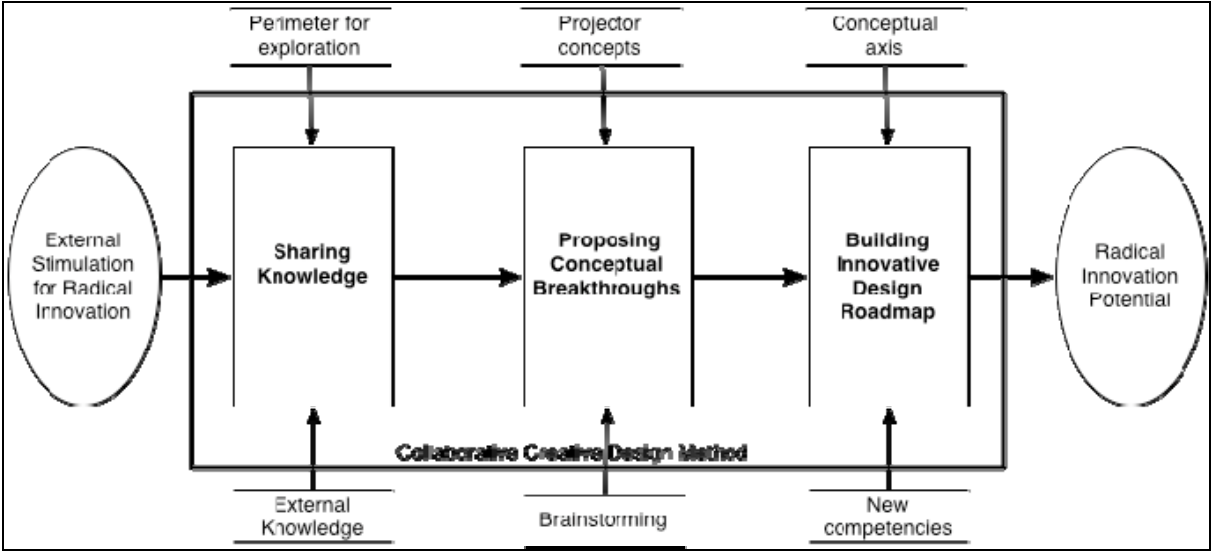 Perimeter for
exploration
Projector
concepts
Conceptual
axis
External
Stimulation
for Radical
Innovation
Sharing
Knowledge
Proposing
Conceptual
Breakthroughs
Building
Innovative
Design
Roadmap
Radical
Innovation
Potential
Collaborative Creative Design Method
External
Knowledge
Brainstorming
New
competencies